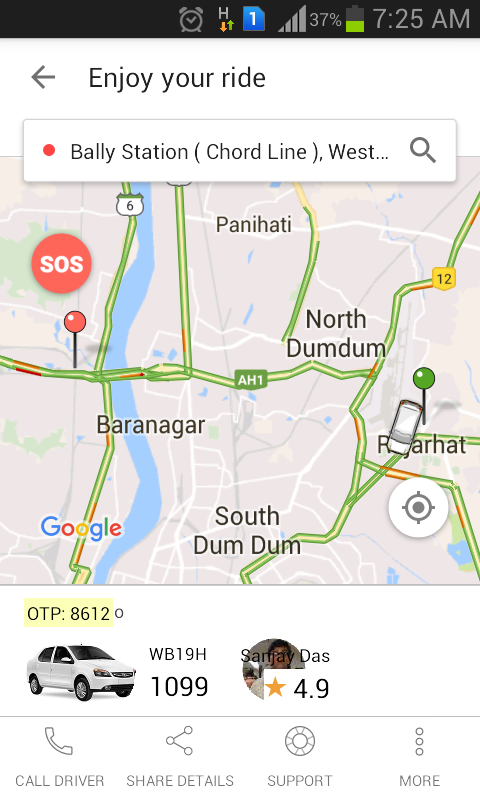 H 1 37% 7:25 AM
Enjoy your ride
Bally Station ( Chord Line ), West...
6
Panihati
12
SOS
North
Dumdum
AH1
Baranagar
Rajarhat
Google
South
Dum Dum
OTP: 8612
WB19H
1099
Sanjay Das
4.9
CALL DRIVER
SHARE DETAILS
SUPPORT
MORE